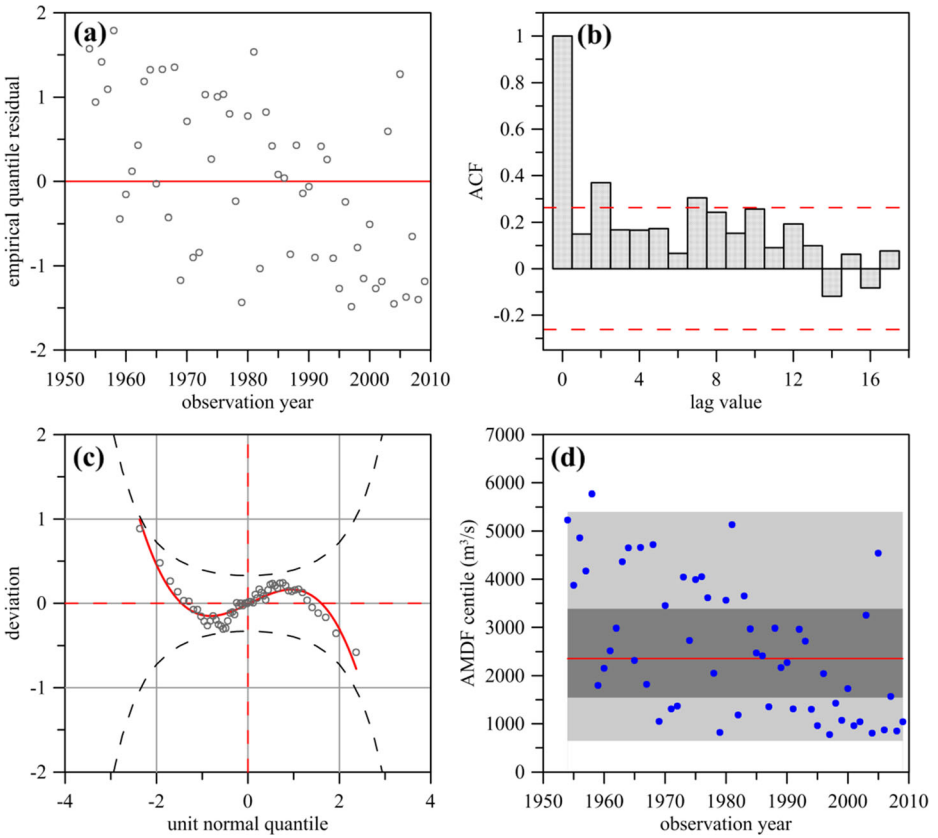 (a)
empirical quantile residual
2
1
0
-1
-2
1950 1960 1970 1980 1990 2000 2010
observation year
(b)
ACF
1
0.8
0.6
0.4
0.2
0
-0.2
0 4 8 12 16
lag value
(c)
deviation
2
1
0
-1
-2
-4 -2 0 2 4
unit normal quantile
(d)
AMDF centile (m³/s)
7000
6000
5000
4000
3000
2000
1000
0
1950 1960 1970 1980 1990 2000 2010
observation year